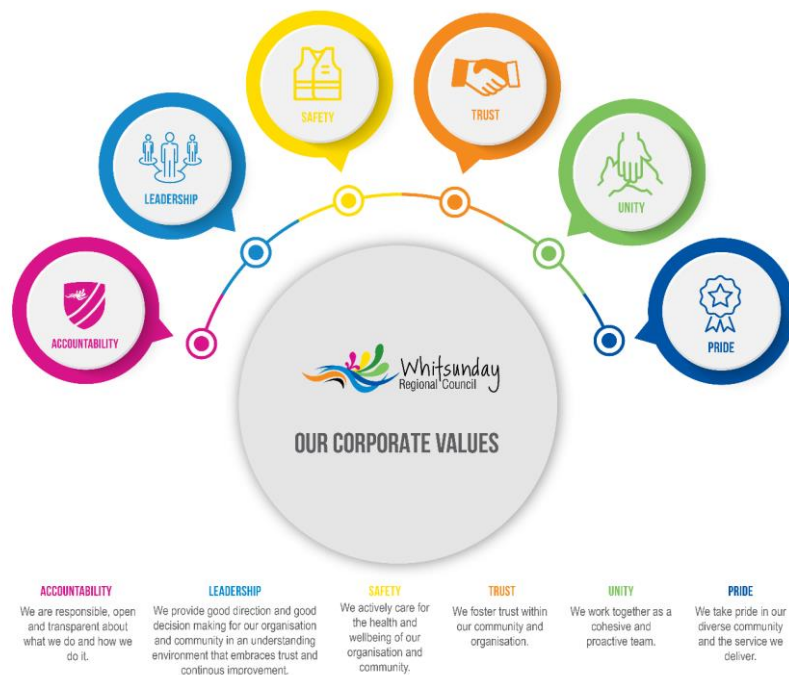 SAFETY
TRUST
LEADERSHIP
UNITY
ACCOUNTABILITY
PRIDE
Whitsunday
Regional Council
OUR CORPORATE VALUES
ACCOUNTABILITY
We are responsible, open
and transparent about
what we do and how we
do it.
LEADERSHIP
We provide good direction and good
decision making for our organisation
and community in an understanding
environment that embraces trust and
continous improvement.
SAFETY
We actively care for
the health and
wellbeing of our
organisation and
community.
TRUST
We foster trust within
our community and
organisation.
UNITY
We work together as a
cohesive and
proactive team.
PRIDE
We take pride in our
diverse community
and the service we
deliver.